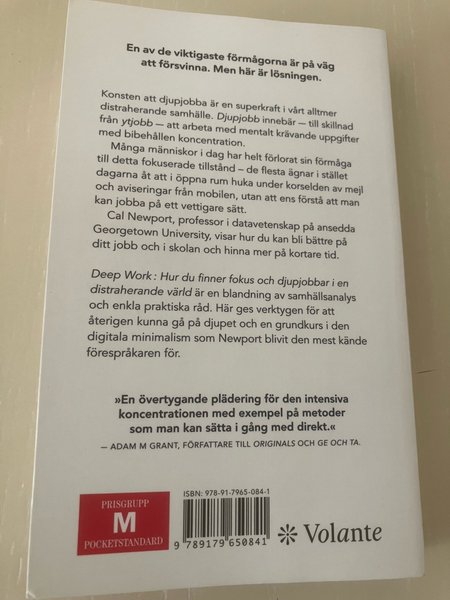 En av de viktigaste förmågorna är på väg
att försvinna. Men här är lösningen.
Konsten att djupjobba är en superkraft i vårt alltmer
distraherande samhälle. Djupjobb innebär – till skillnad
från ytjobb – att arbeta med mentalt krävande uppgifter
med bibehållen koncentration.
Många människor i dag har helt förlorat sin förmåga
till detta fokuserade tillstånd – de flesta ägnar i stället
dagarna åt att i öppna rum huka under korselden av mejl
och aviseringar från mobilen, utan att ens förstå att man
kan jobba på ett vettigare sätt.
Cal Newport, professor i datavetenskap på ansedda
Georgetown University, visar hur du kan bli bättre på
ditt jobb och i skolan och hinna mer på kortare tid.
Deep Work: Hur du finner fokus och djupjobbar i en
distraherande värld är en blandning av samhällsanalys
och enkla praktiska råd. Här ges verktygen för att
återigen kunna gå på djupet och en grundkurs i den
digitala minimalism som Newport blivit den mest kände
förespråkaren för.
»En övertygande plädering för den intensiva
koncentrationen med exempel på metoder
som man kan sätta i gång med direkt.«
– ADAM M GRANT, FÖRFATTARE TILL ORIGINALS OCH GE OCH TA.
PRISGRUPP
M
POCKETSTANDARD
ISBN: 978-91-7965-084-1
9 789179 650841
Volante